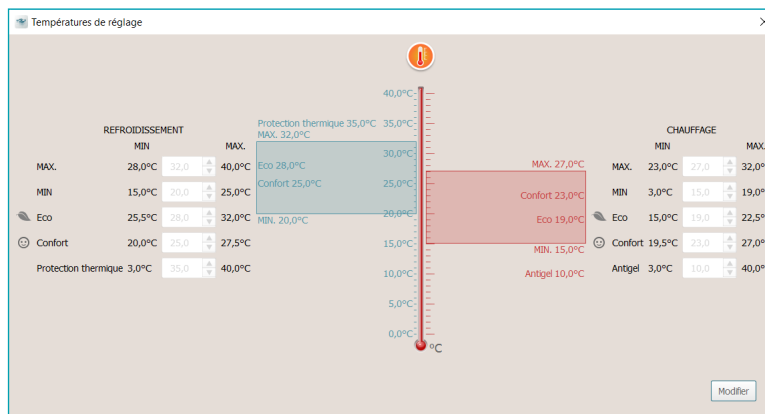 Températures de réglage
40,0°C
Protection thermique 35,0°C 35,0°C
MAX. 32,0°C
REFROIDISSEMENT
CHAUFFAGE
MIN MAX.
MIN MAX.
30,0°C
MAX. 28,0°C 32,0 40,0°C
Eco 28,0°C
MAX. 27,0°C
MAX. 23,0°C 27,0 32,0°
Confort 25,0°C 25,0°C
MIN 15,0°C 20,0 25,0°C
Confort 23,0°C
MIN 3,0°C 15,0 19,0°
Eco 25,5°C 28,0 32,0°C
MIN. 20,0°C 20,0°C
Eco 19,0°C
Eco 15,0°C 19,0 22,5°
Confort 20,0°C 25,0 27,5°C
15,0°C
MIN. 15,0°C
Confort 19,5°C 23,0 27,0°
Protection thermique 3,0°C 35,0 40,0°C
10,0°C
Antigel 10,0°C
Antigel 3,0°C 10,0 40,0°
5,0°C
0,0°C
°C
Modifier